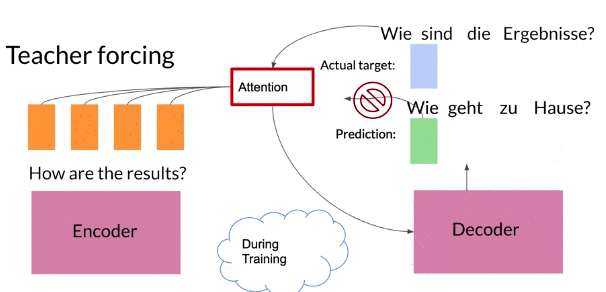 Teacher forcing
Wie sind die Ergebnisse?
Actual target:
Attention
Wie geht zu Hause?
Prediction:
How are the results?
Encoder
Decoder
During
Training